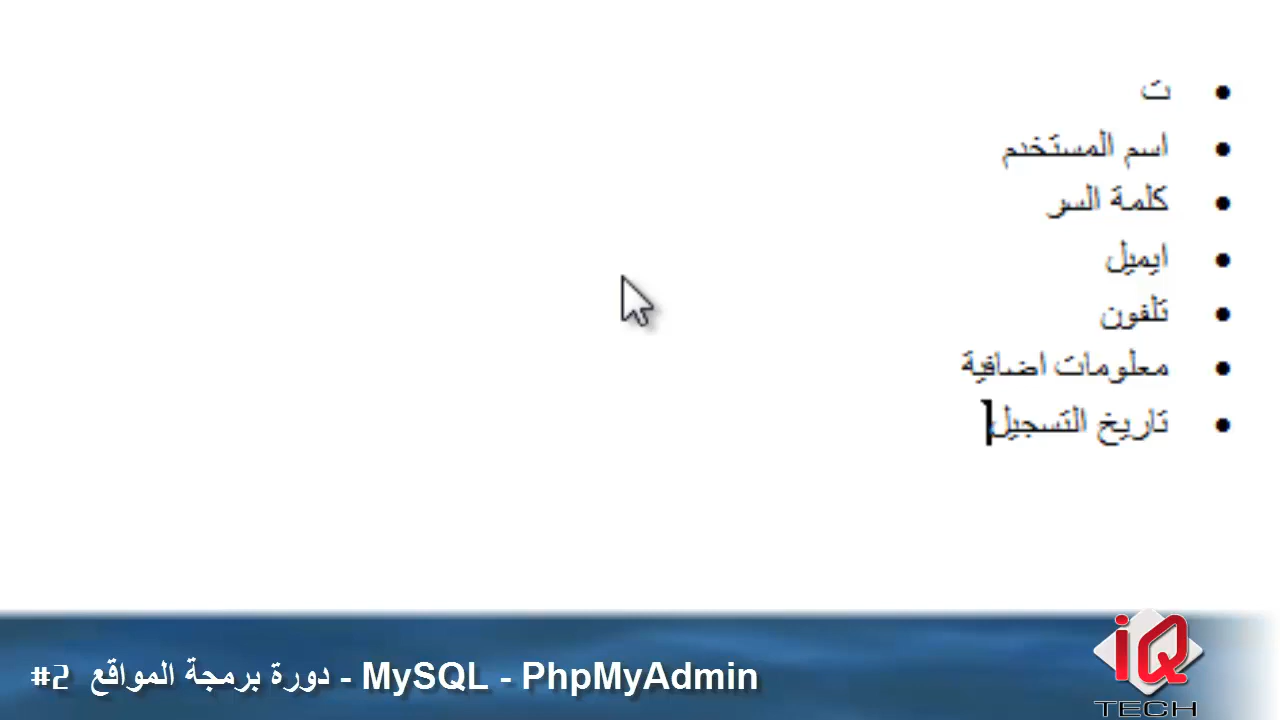 • ت
• اسم المستخدم
• كلمة السر
• ايميل
• تلفون
• معلومات اضافية
• تاريخ التسجيل
#2 دورة برمجة المواقع - MySQL - PhpMyAdmin
iQ
TECH